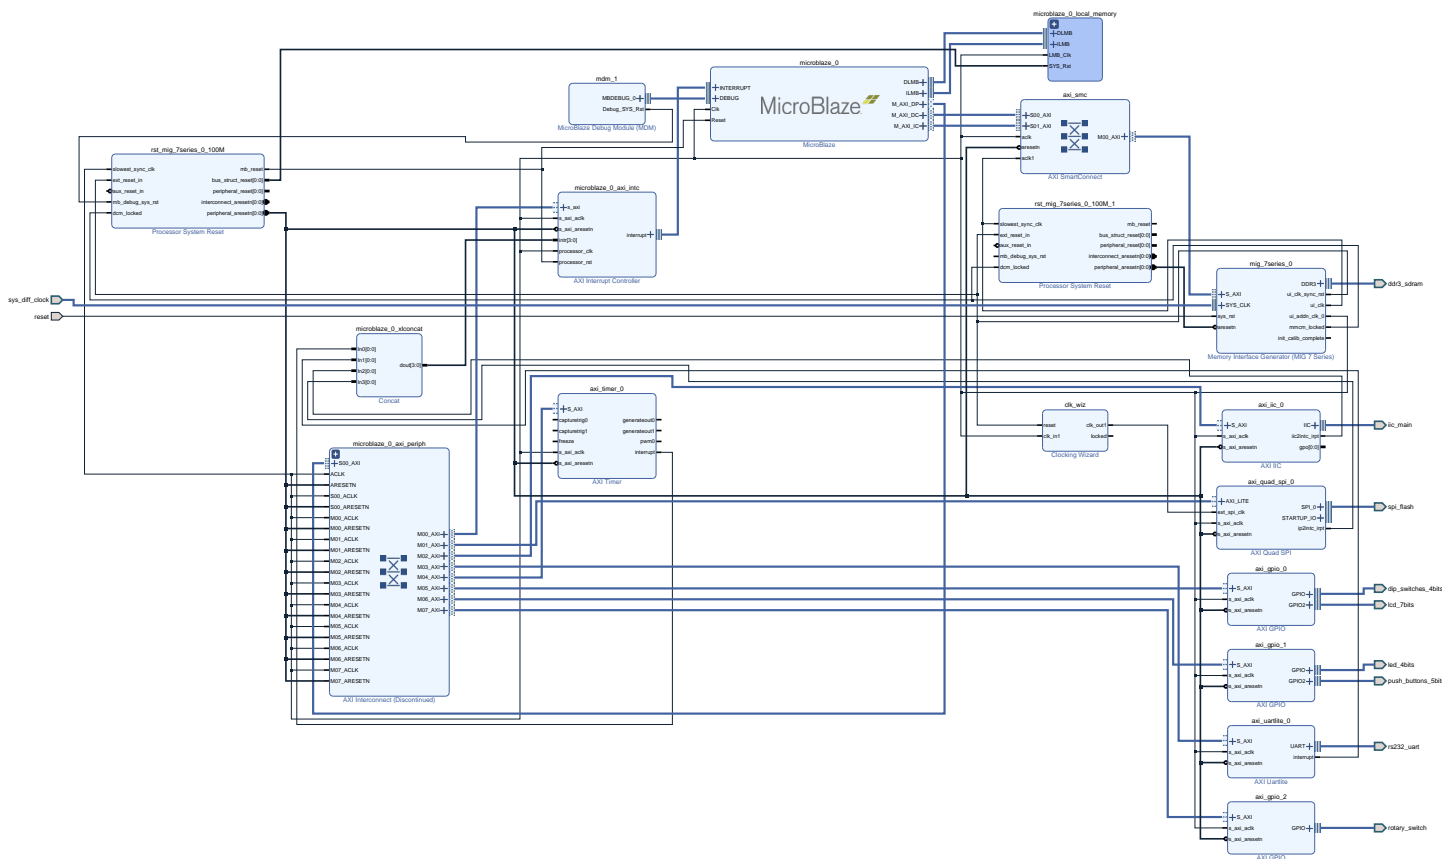 microblaze_0_local_memory
DLMB
ILMB
LMB_Clk
SYS_Rst
microblaze_0
INTERRUPT
DEBUG
Clk
Reset
MicroBlaze
DLMB
ILMB
M_AXI_DP
M_AXI_DC
M_AXI_IC
MicroBlaze
mdm_1
MBDEBUG_0
Debug_SYS_Rst
MicroBlaze Debug Module (MDM)
axi_smc
S00_AXI
S01_AXI
aclk
aresetn
aclk1
M00_AXI
AXI SmartConnect
rst_mig_7series_0_100M
slowest_sync_clk
ext_reset_in
aux_reset_in
mb_debug_sys_rst
dcm_locked
mb_reset
bus_struct_reset[0:0]
peripheral_reset[0:0]
interconnect_aresetn[0:0]
peripheral_aresetn[0:0]
Processor System Reset
microblaze_0_axi_intc
s_axi
s_axi_aclk
s_axi_aresetn
intr[3:0]
processor_clk
processor_rst
interrupt
AXI Interrupt Controller
rst_mig_7series_0_100M_1
slowest_sync_clk
ext_reset_in
aux_reset_in
mb_debug_sys_rst
dcm_locked
mb_reset
bus_struct_reset[0:0]
peripheral_reset[0:0]
interconnect_aresetn[0:0]
peripheral_aresetn[0:0]
Processor System Reset
mig_7series_0
S_AXI
SYS_CLK
sys_rst
aresetn
DDR3
ui_clk_sync_rst
ui_clk
ui_addn_clk_0
mmcm_locked
init_calib_complete
Memory Interface Generator (MIG 7 Series)
ddr3_sdram
sys_diff_clock
reset
microblaze_0_xlconcat
In0[0:0]
In1[0:0]
In2[0:0]
In3[0:0]
dout[3:0]
Concat
axi_timer_0
S_AXI
capturetrig0
capturetrig1
freeze
s_axi_aclk
s_axi_aresetn
generateout0
generateout1
pwm0
interrupt
AXI Timer
clk_wiz
reset
clk_in1
clk_out1
locked
Clocking Wizard
axi_iic_0
S_AXI
s_axi_aclk
s_axi_aresetn
IIC
iic2intc_irpt
gpo[0:0]
AXI IIC
iic_main
microblaze_0_axi_periph
S00_AXI
ACLK
ARESETN
S00_ACLK
S00_ARESETN
M00_ACLK
M00_ARESETN
M01_ACLK
M01_ARESETN
M02_ACLK
M02_ARESETN
M03_ACLK
M03_ARESETN
M04_ACLK
M04_ARESETN
M05_ACLK
M05_ARESETN
M06_ACLK
M06_ARESETN
M07_ACLK
M07_ARESETN
M00_AXI
M01_AXI
M02_AXI
M03_AXI
M04_AXI
M05_AXI
M06_AXI
M07_AXI
AXI Interconnect (Discontinued)
axi_quad_spi_0
AXI_LITE
ext_spi_clk
s_axi_aclk
s_axi_aresetn
SPI_0
STARTUP_IO
ip2intc_irpt
AXI Quad SPI
spi_flash
axi_gpio_0
S_AXI
s_axi_aclk
s_axi_aresetn
GPIO
GPIO2
AXI GPIO
dip_switches_4bits
lcd_7bits
axi_gpio_1
S_AXI
s_axi_aclk
s_axi_aresetn
GPIO
GPIO2
AXI GPIO
led_4bits
push_buttons_5bits
axi_uartlite_0
S_AXI
s_axi_aclk
s_axi_aresetn
UART
interrupt
AXI Uartlite
rs232_uart
axi_gpio_2
S_AXI
s_axi_aclk
s_axi_aresetn
GPIO
AXI GPIO
rotary_switch